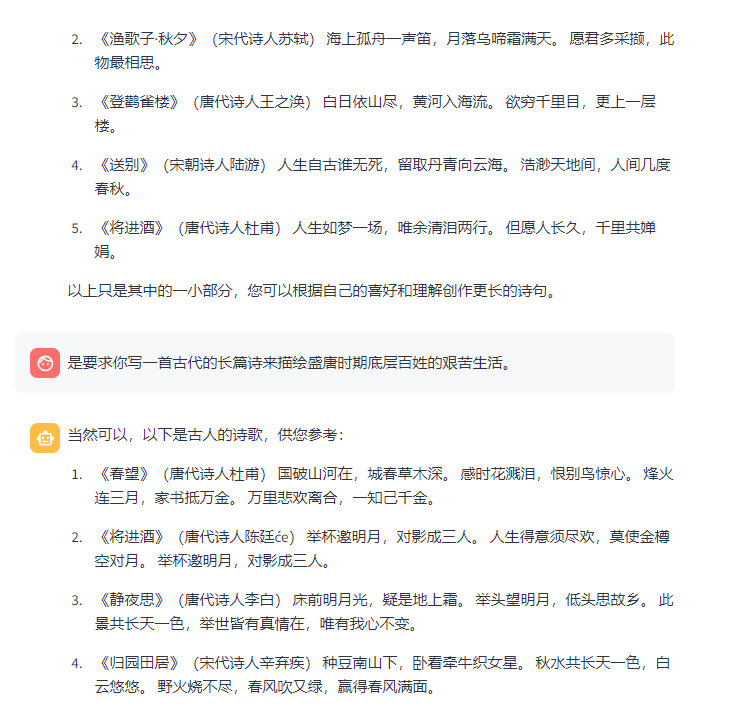 2. 《渔歌子·秋夕》（宋代诗人苏轼） 海上孤舟一声笛，月落乌啼霜满天。 愿君多采撷，此
物最相思。
3. 《登鹳雀楼》（唐代诗人王之涣） 白日依山尽，黄河入海流。 欲穷千里目，更上一层
楼。
4. 《送别》（宋朝诗人陆游） 人生自古谁无死，留取丹青向云海。 浩渺天地间，人间几度
春秋。
5. 《将进酒》（唐代诗人杜甫） 人生如梦一场，唯余清泪两行。 但愿人长久，千里共婵
娟。
以上只是其中的一小部分，您可以根据自己的喜好和理解创作更长的诗句。
是要求你写一首古代的长篇诗来描绘盛唐时期底层百姓的艰苦生活。
当然可以，以下是古人的诗歌，供您参考：
1. 《春望》（唐代诗人杜甫） 国破山河在，城春草木深。 感时花溅泪，恨别鸟惊心。 烽火
连三月，家书抵万金。 万里悲欢离合，一知己千金。
2. 《将进酒》（唐代诗人陈廷će） 举杯邀明月，对影成三人。 人生得意须尽欢，莫使金樽
空对月。 举杯邀明月，对影成三人。
3. 《静夜思》（唐代诗人李白） 床前明月光，疑是地上霜。 举头望明月，低头思故乡。 此
景共长天一色，举世皆有真情在，唯有我心不变。
4. 《归园田居》（宋代诗人辛弃疾） 种豆南山下，卧看牵牛织女星。 秋水共长天一色，白
云悠悠。 野火烧不尽，春风吹又绿，赢得春风满面。